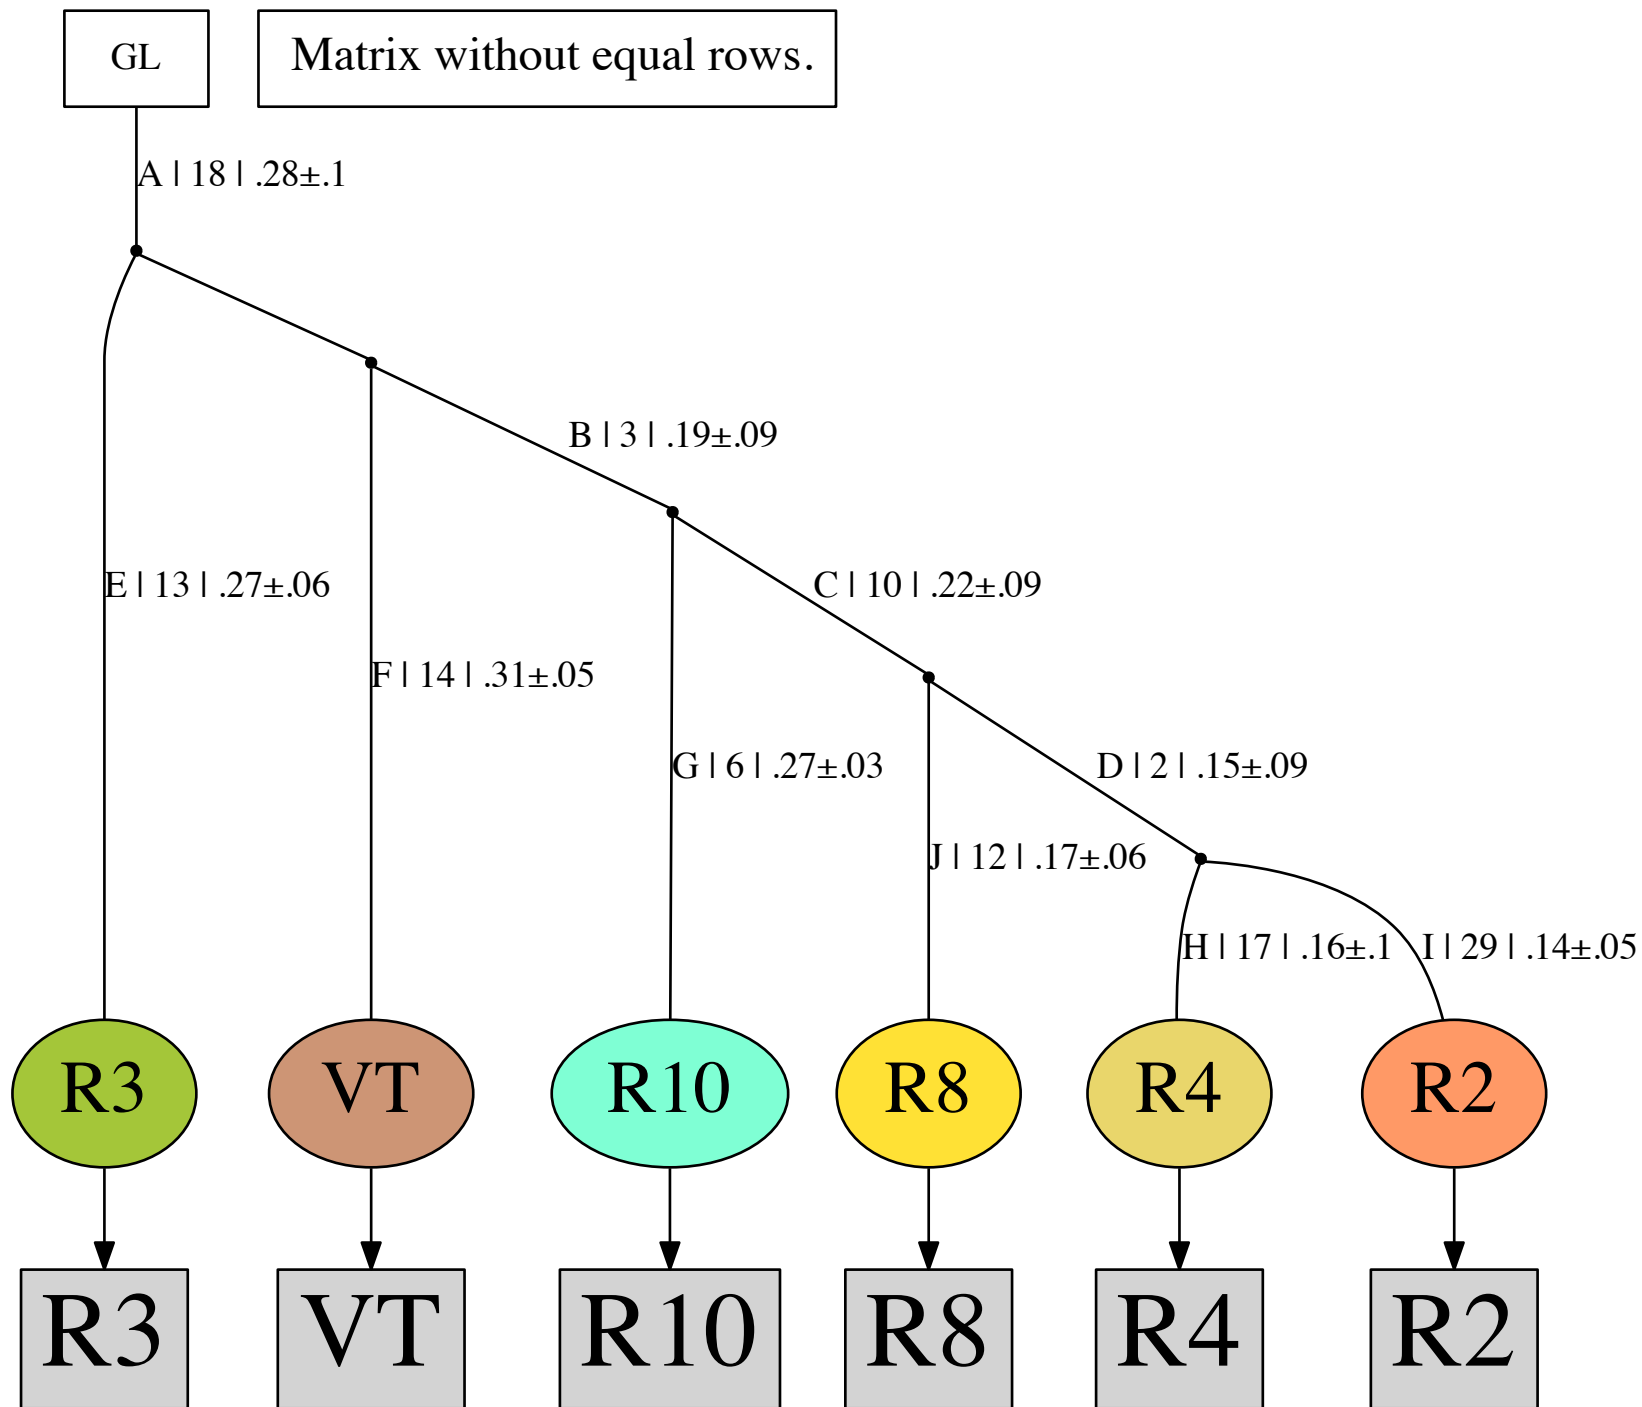 GL
Matrix without equal rows.
A | 18 | .28±.1
B | 3 | .19±.09
E | 13 | .27±.06
C | 10 | .22±.09
F | 14 | .31±.05
G | 6 | .27±.03
D | 2 | .15±.09
J | 12 | .17±.06
H | 17 | .16±.1
I | 29 | .14±.05
R3
VT
R10
R8
R4
R2
R3
VT
R10
R8
R4
R2